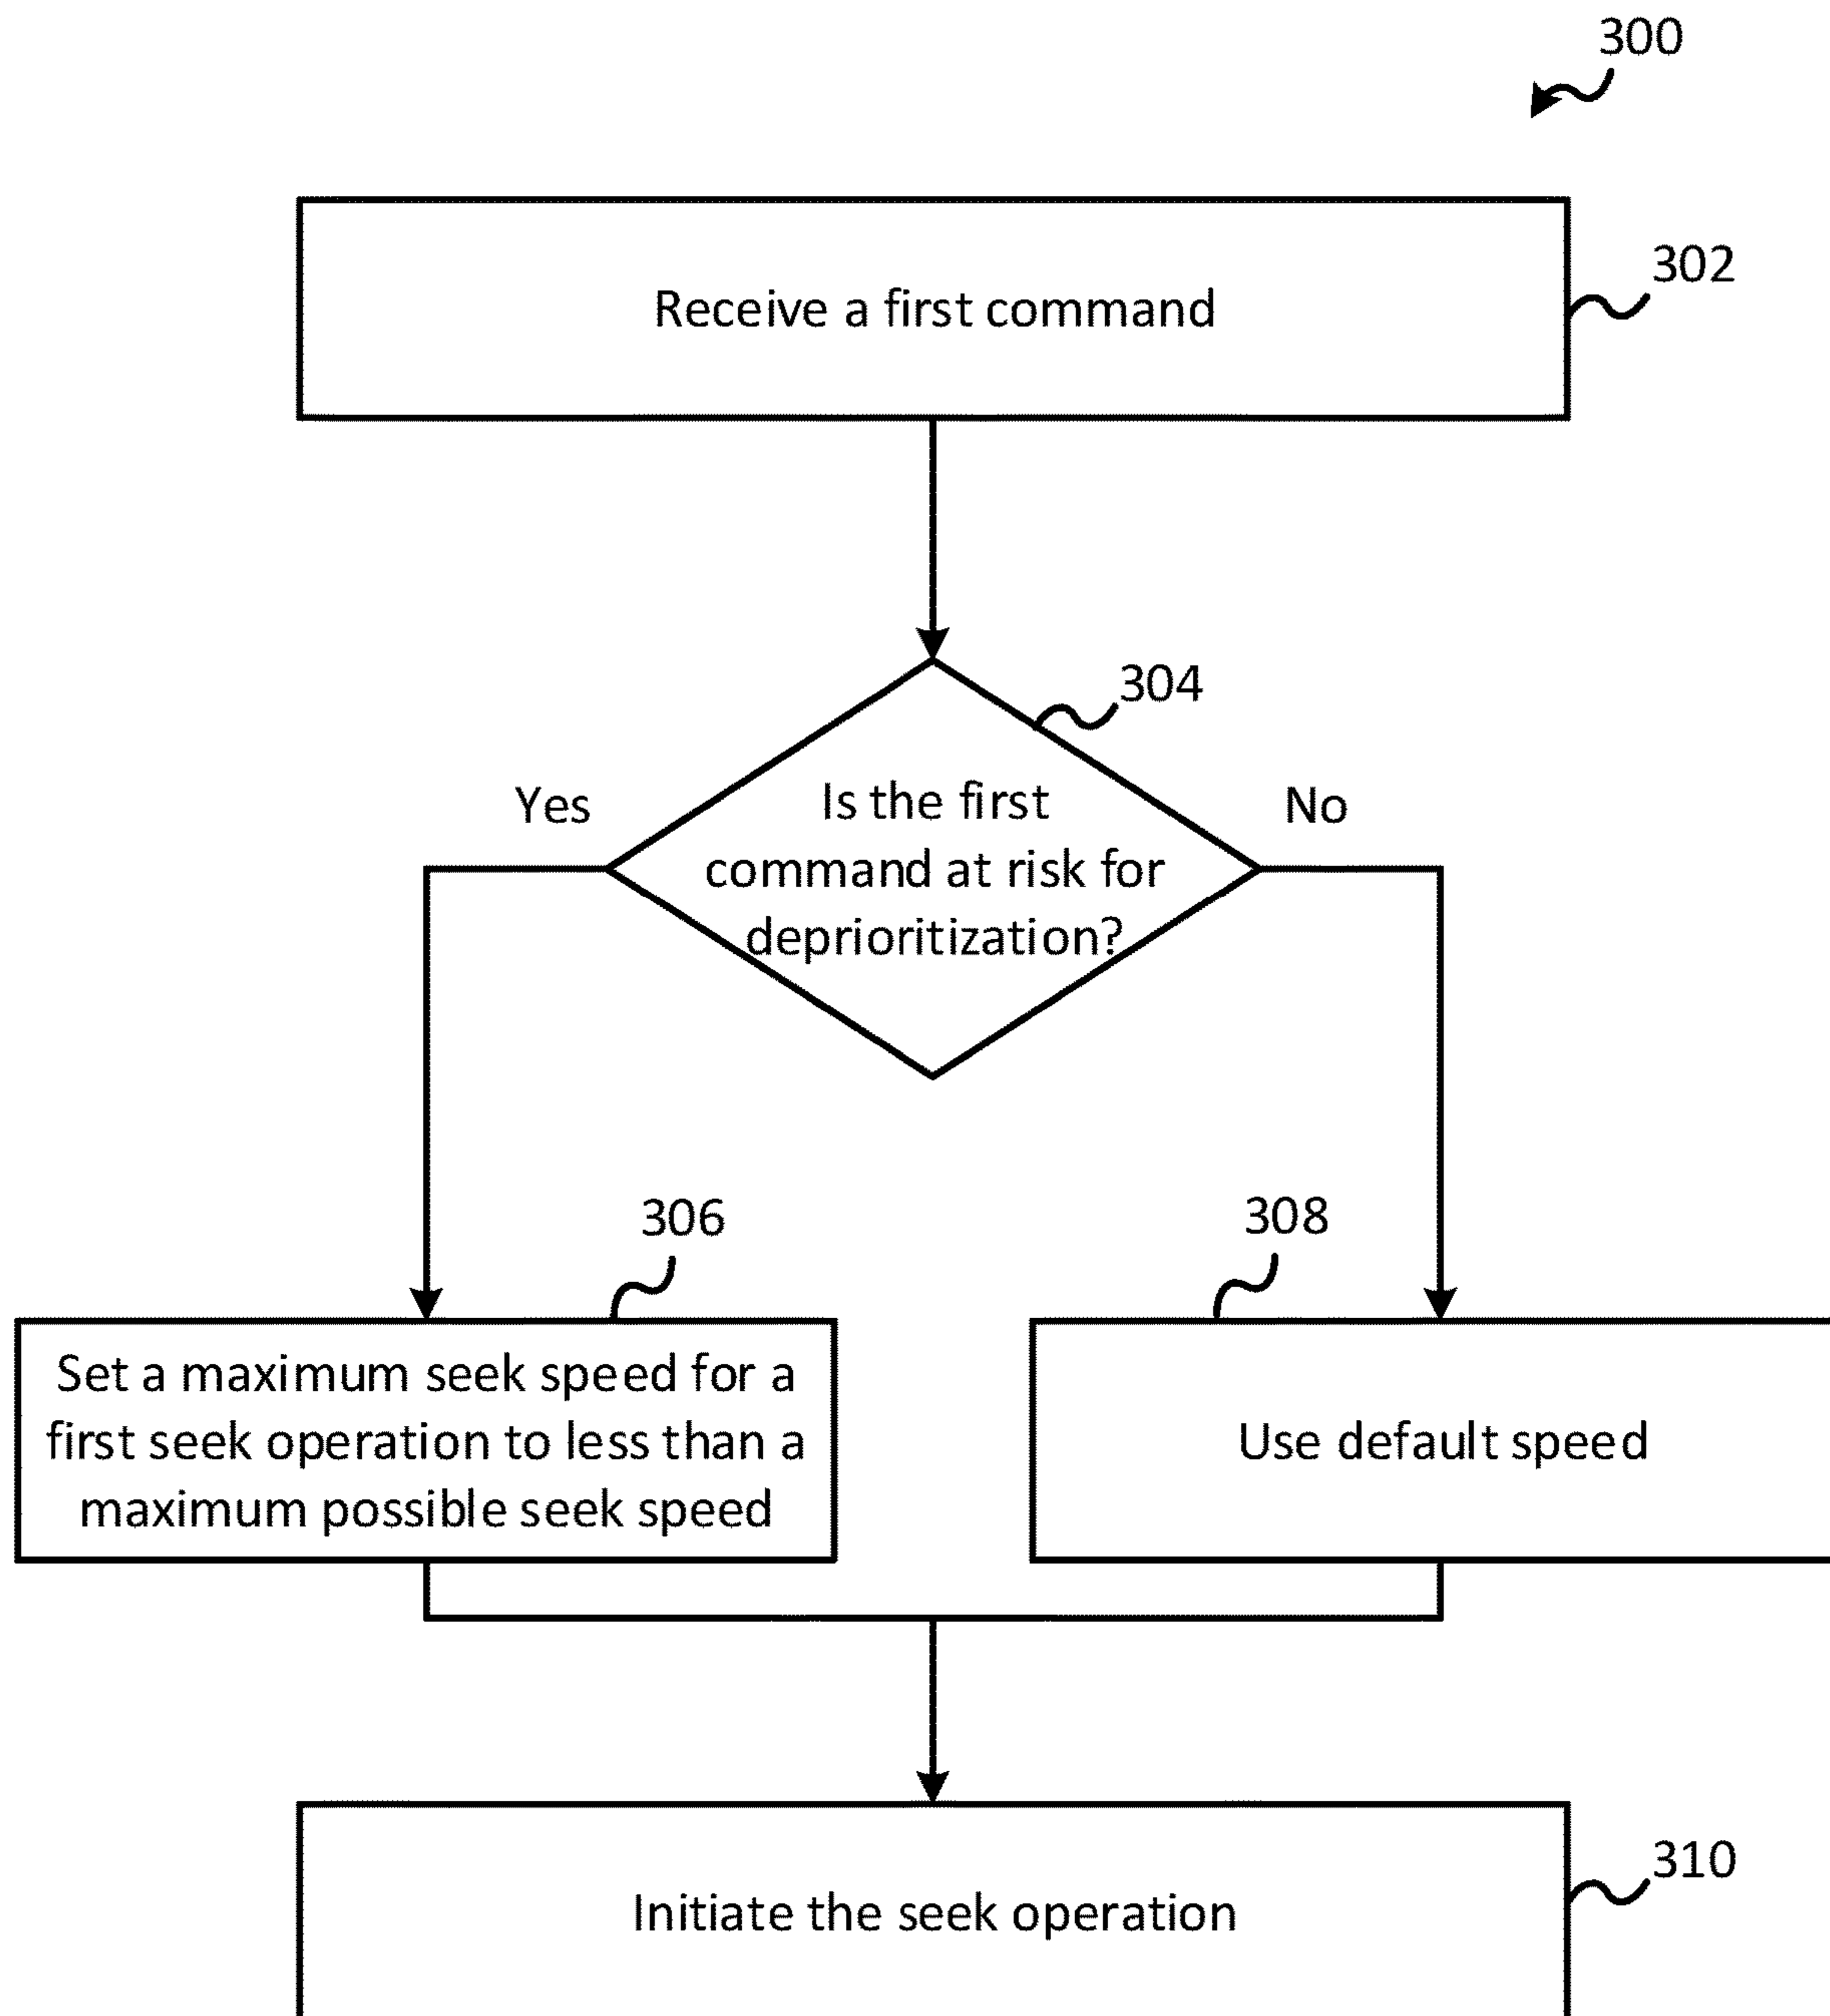 300
Receive a first command
302
304
Yes
No
Is the first
command at risk for
deprioritization?
306
308
Set a maximum seek speed for a
first seek operation to less than a
maximum possible seek speed
Use default speed
310
Initiate the seek operation